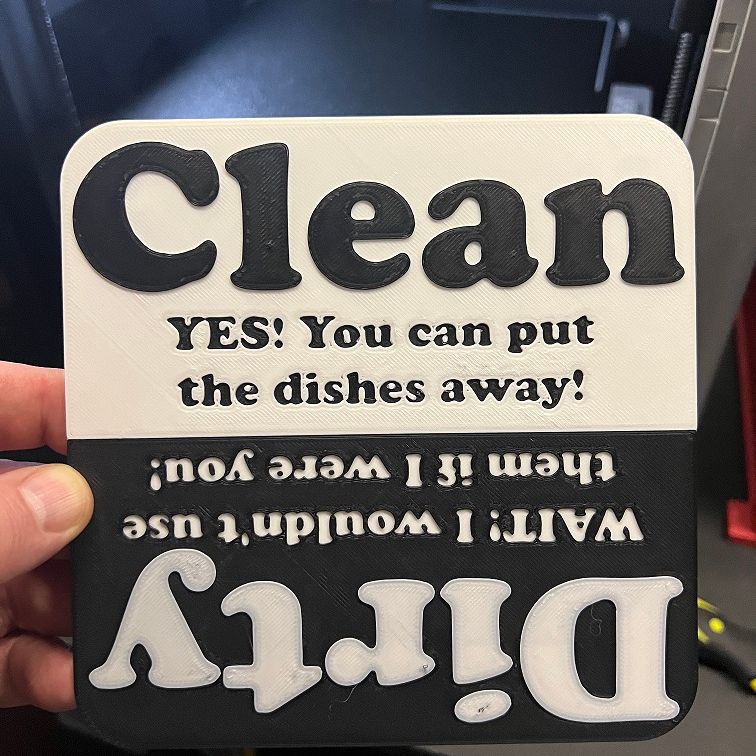 Clean
YES! You can put
the dishes away!
Dirty
WAIT! I wouldn't use
them if I were you!